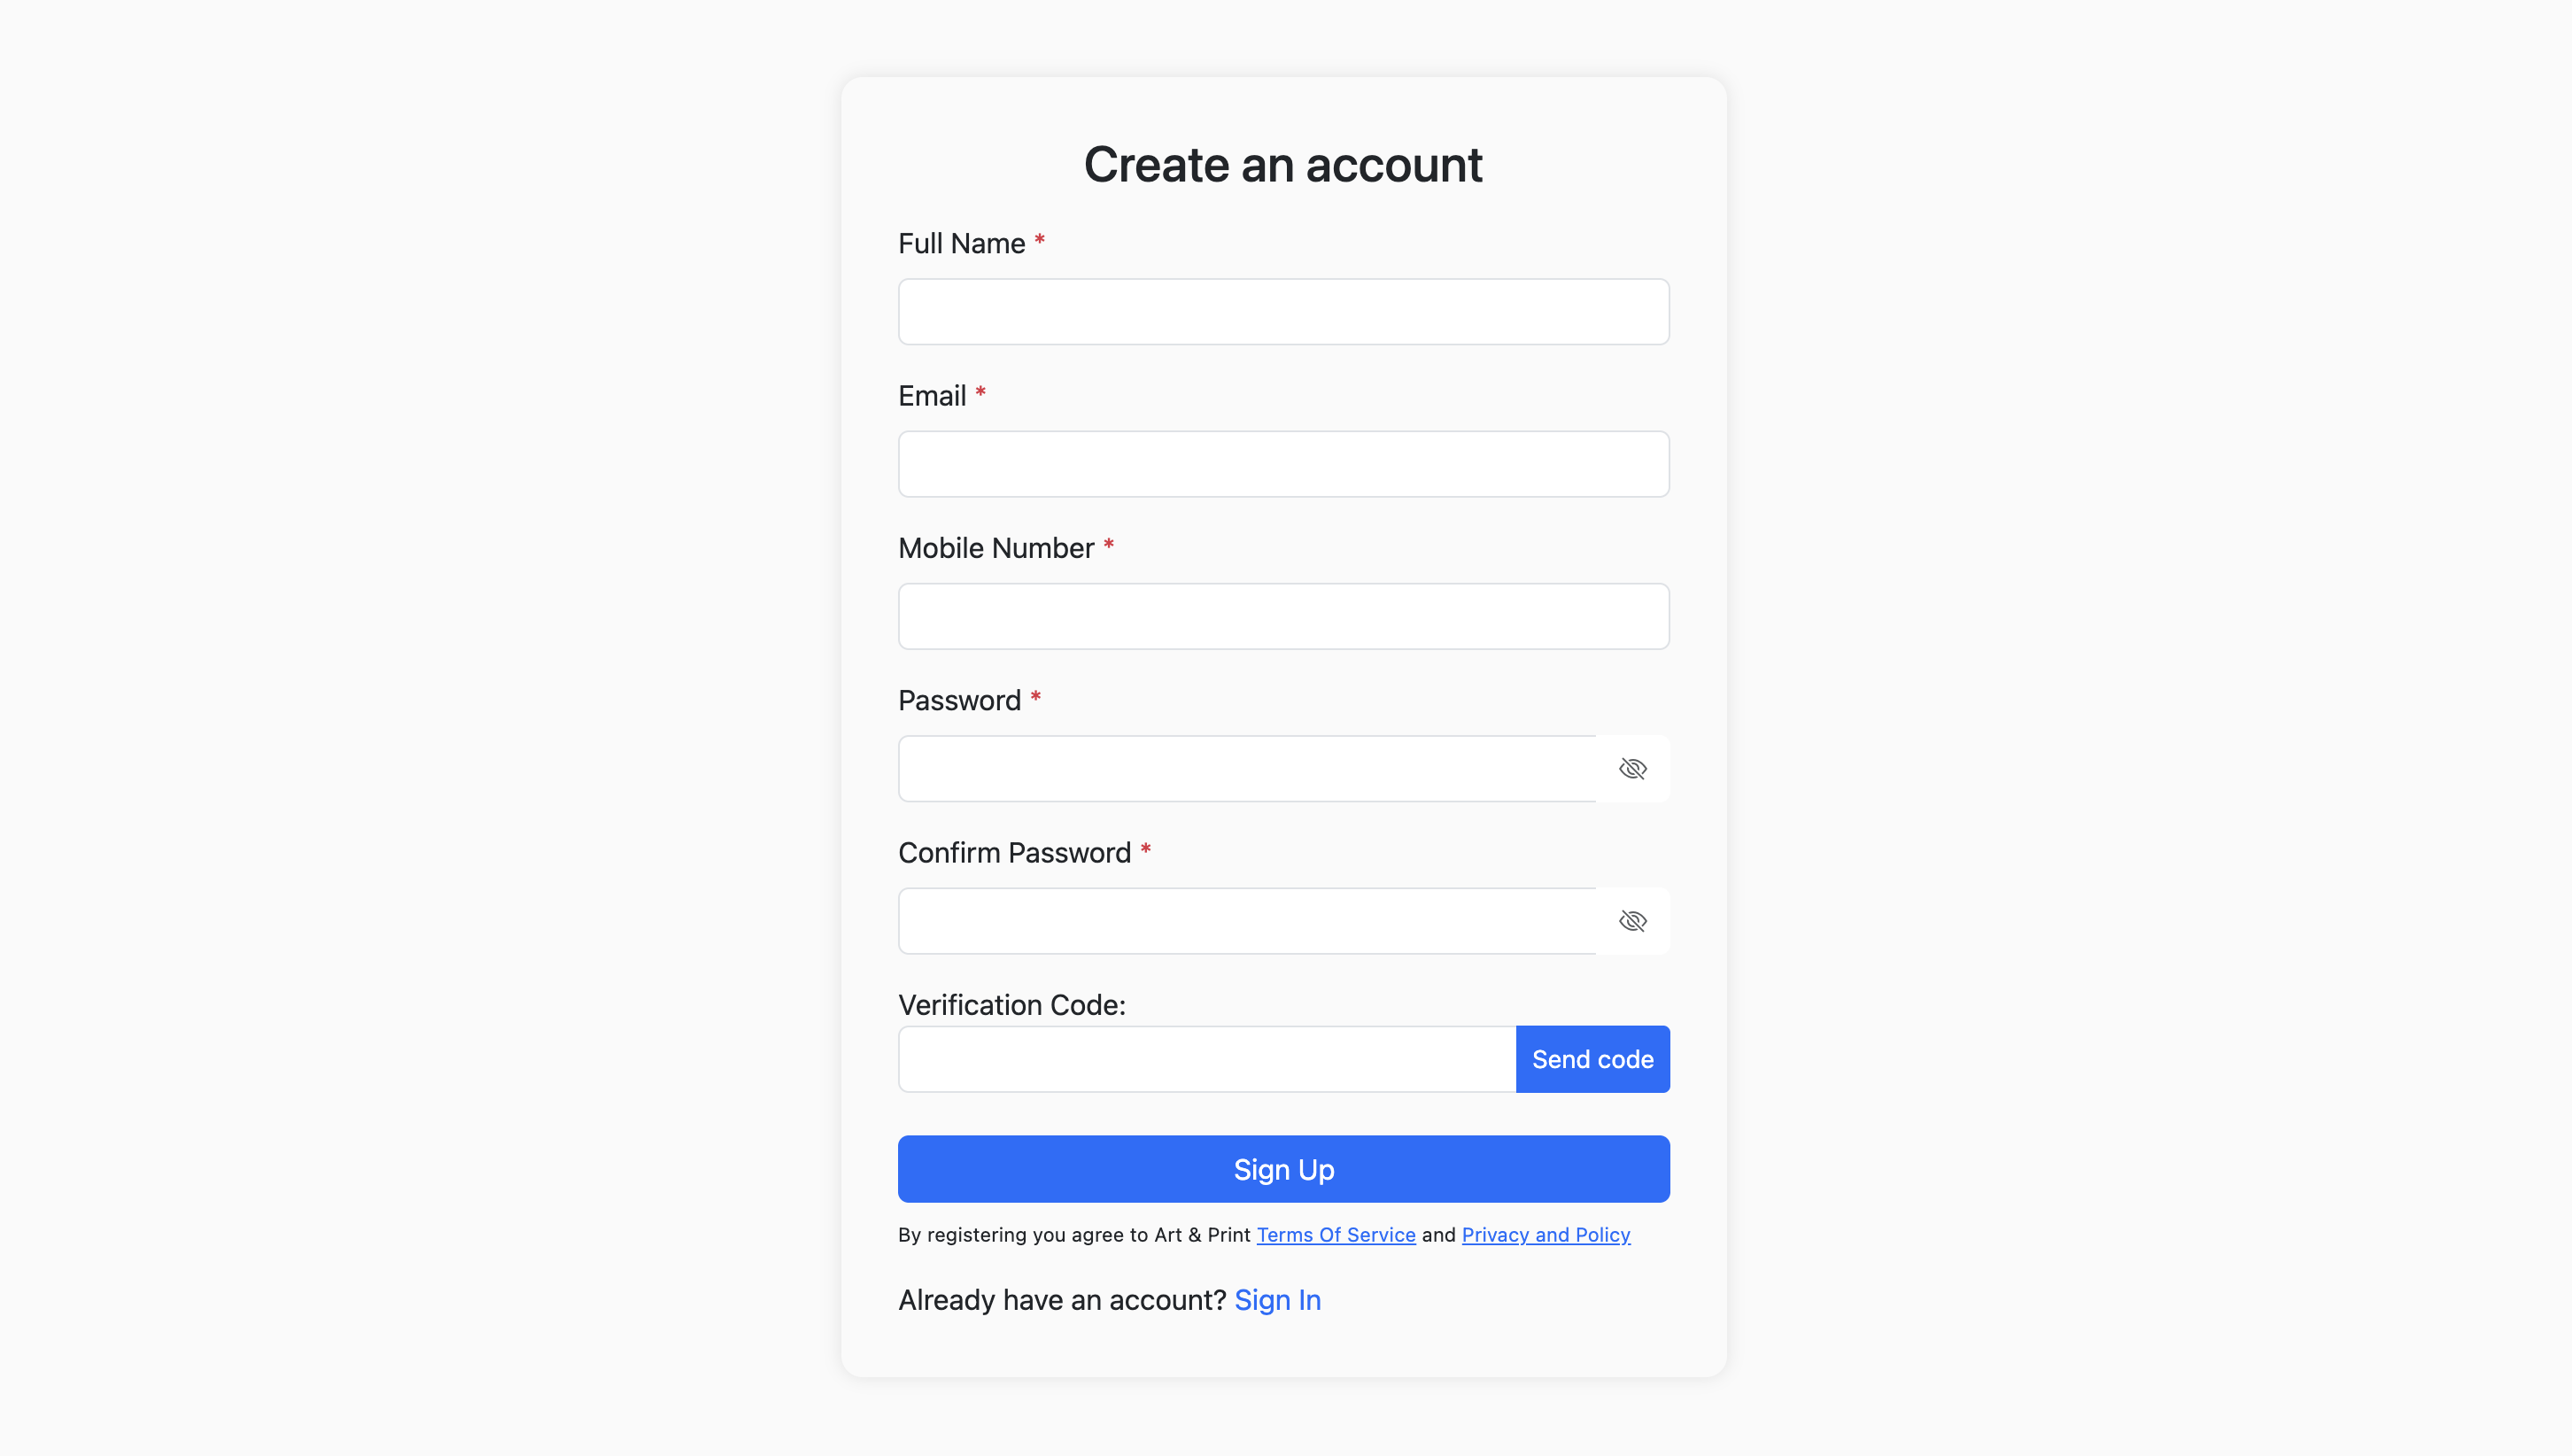 Create an account
Full Name *
Email *
Mobile Number *
Password *
Confirm Password *
Verification Code:
Send code
Sign Up
By registering you agree to Art & Print Terms Of Service and Privacy and Policy
Already have an account? Sign In